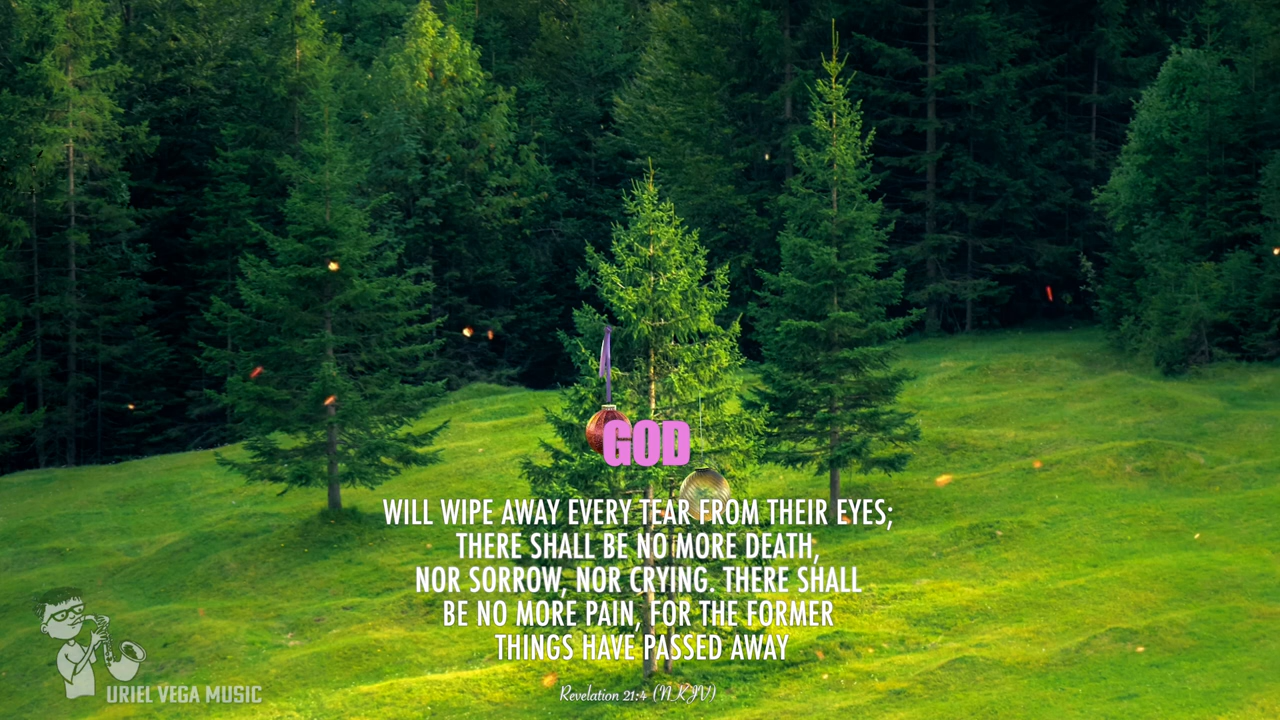 GOD
WILL WIPE AWAY EVERY TEAR FROM THEIR EYES;
THERE SHALL BE NO MORE DEATH,
NOR SORROW, NOR CRYING. THERE SHALL
BE NO MORE PAIN, FOR THE FORMER
THINGS HAVE PASSED AWAY
Revelation 21:4 (NKJV)
URIEL VEGA MUSIC